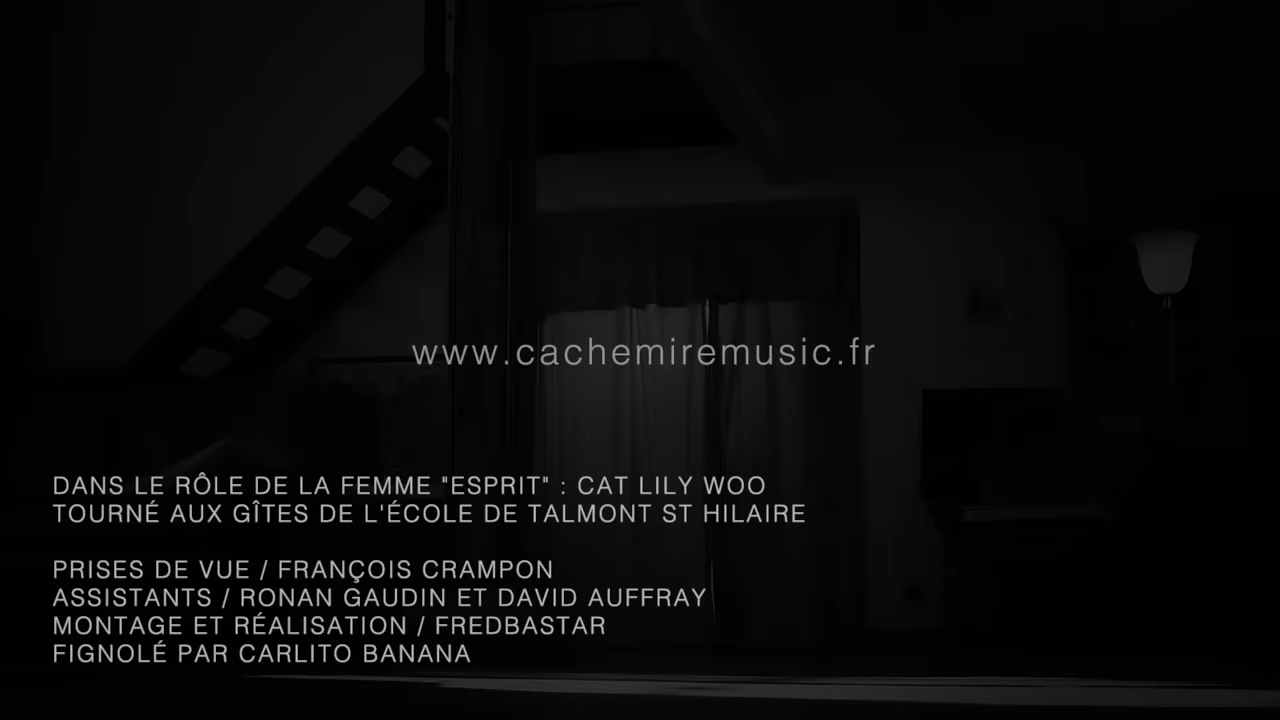 www.cachemiremusic.fr
DANS LE RÔLE DE LA FEMME "ESPRIT" : CAT LILY WOO
TOURNÉ AUX GÎTES DE L'ÉCOLE DE TALMONT ST HILAIRE
PRISES DE VUE / FRANÇOIS CRAMPON
ASSISTANTS / RONAN GAUDIN ET DAVID AUFFRAY
MONTAGE ET RÉALISATION / FREDBASTAR
FIGNOLÉ PAR CARLITO BANANA